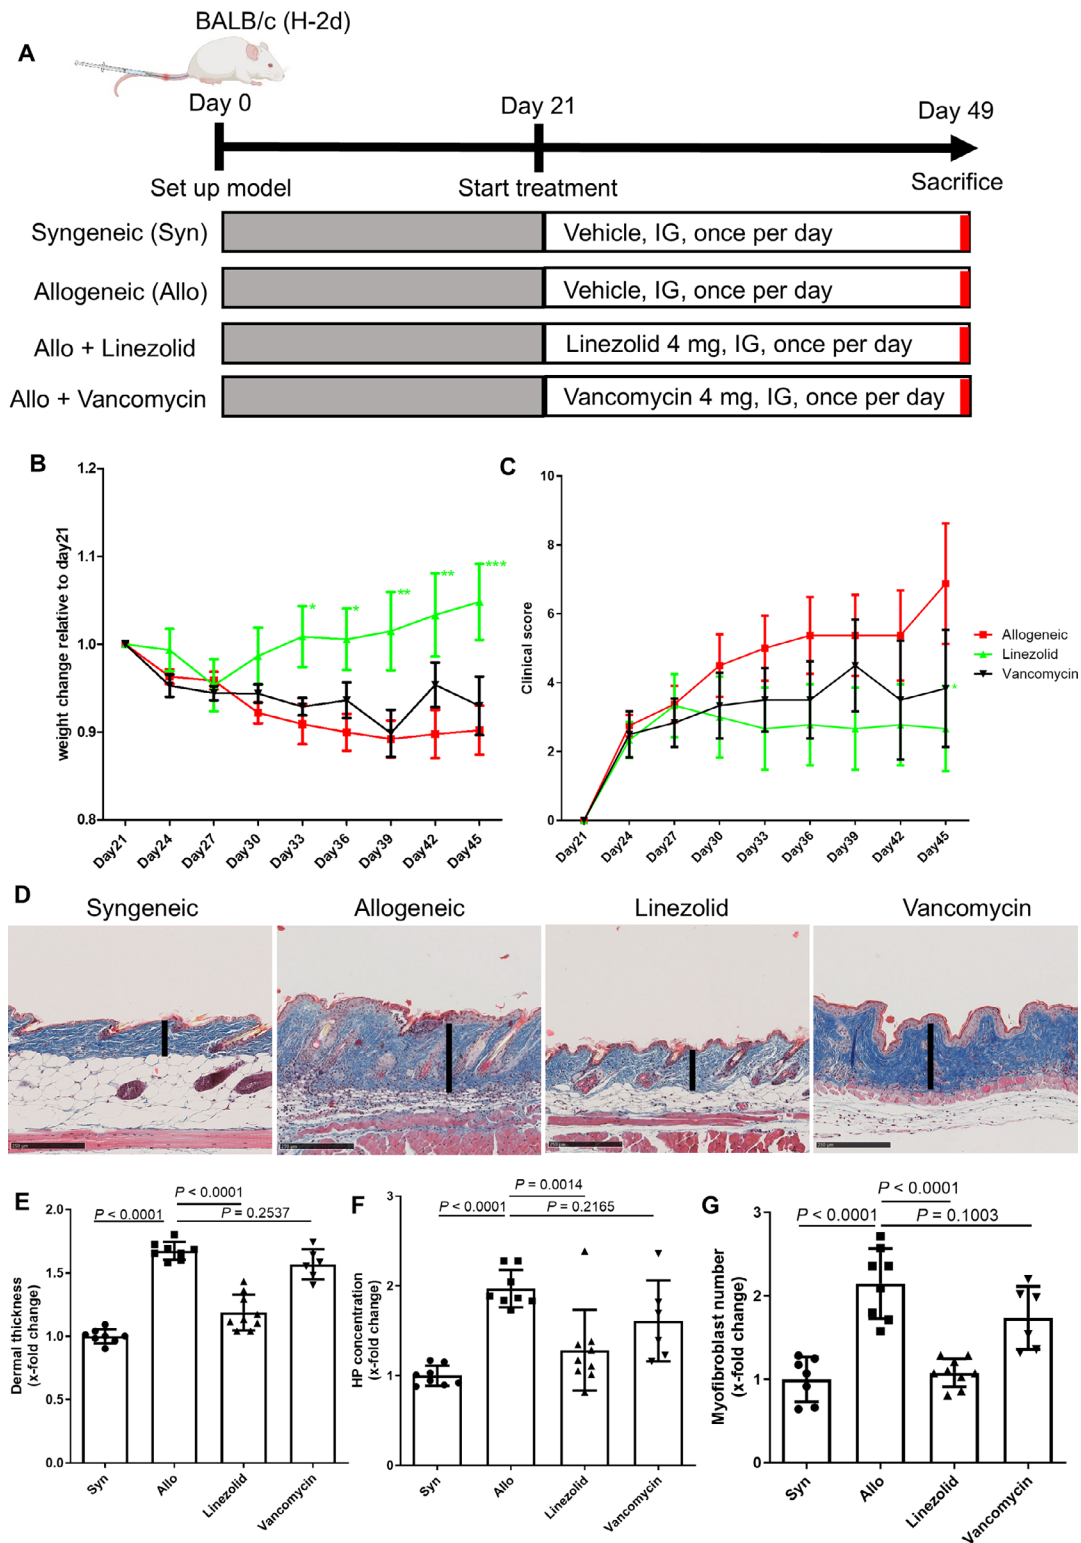 BALB/c (H-2d)
A
Day 0
Day 21
Day 49
Set up model
Start treatment
Sacrifice
Syngeneic (Syn)
Vehicle, IG, once per day
Allogeneic (Allo)
Vehicle, IG, once per day
Allo + Linezolid
Linezolid 4 mg, IG, once per day
Allo + Vancomycin
Vancomycin 4 mg, IG, once per day
B
weight change relative to day21
1.2
1.1
1.0
0.9
0.8
*
*
**
**
***
Day21
Day24
Day27
Day30
Day33
Day36
Day39
Day42
Day45
C
Clinical score
10
8
6
4
2
0
*
Day21
Day24
Day27
Day30
Day33
Day36
Day39
Day42
Day45
Allogeneic
Linezolid
Vancomycin
D
Syngeneic
Allogeneic
Linezolid
Vancomycin
250 μm
250 μm
250 μm
250 μm
E
Dermal thickness
(x-fold change)
2.0
1.5
1.0
0.5
0.0
P < 0.0001
P < 0.0001
P = 0.2537
Syn
Allo
Linezolid
Vancomycin
F
HP concentration
(x-fold change)
3
2
1
0
P = 0.0014
P < 0.0001
P = 0.2165
Syn
Allo
Linezolid
Vancomycin
G
Myofibroblast number
(x-fold change)
3
2
1
0
P < 0.0001
P < 0.0001
P = 0.1003
Syn
Allo
Linezolid
Vancomycin